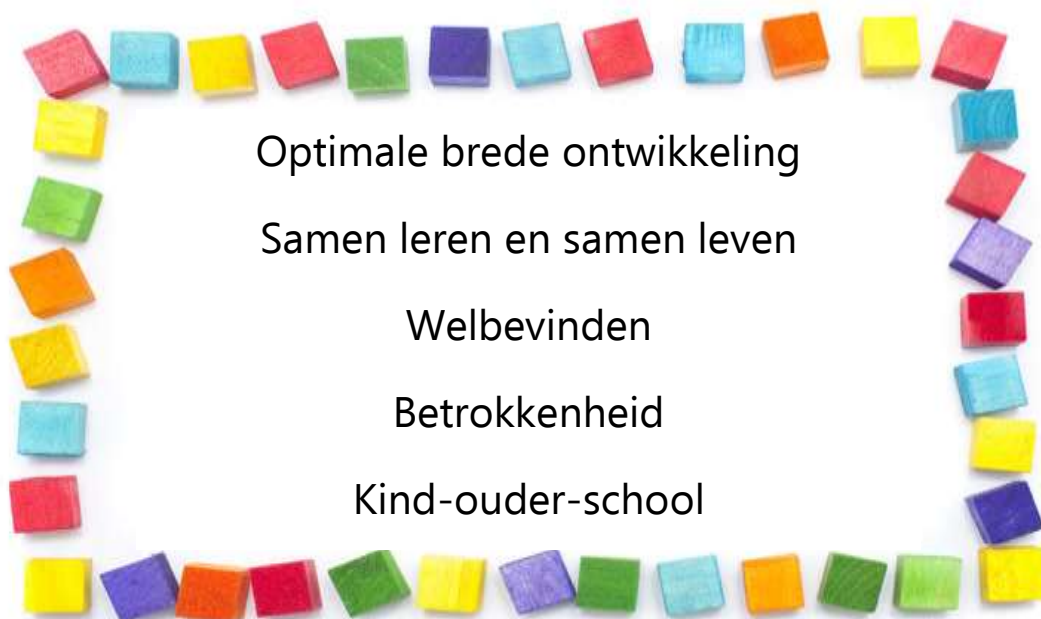 Optimale brede ontwikkeling
Samen leren en samen leven
Welbevinden
Betrokkenheid
Kind-ouder-school